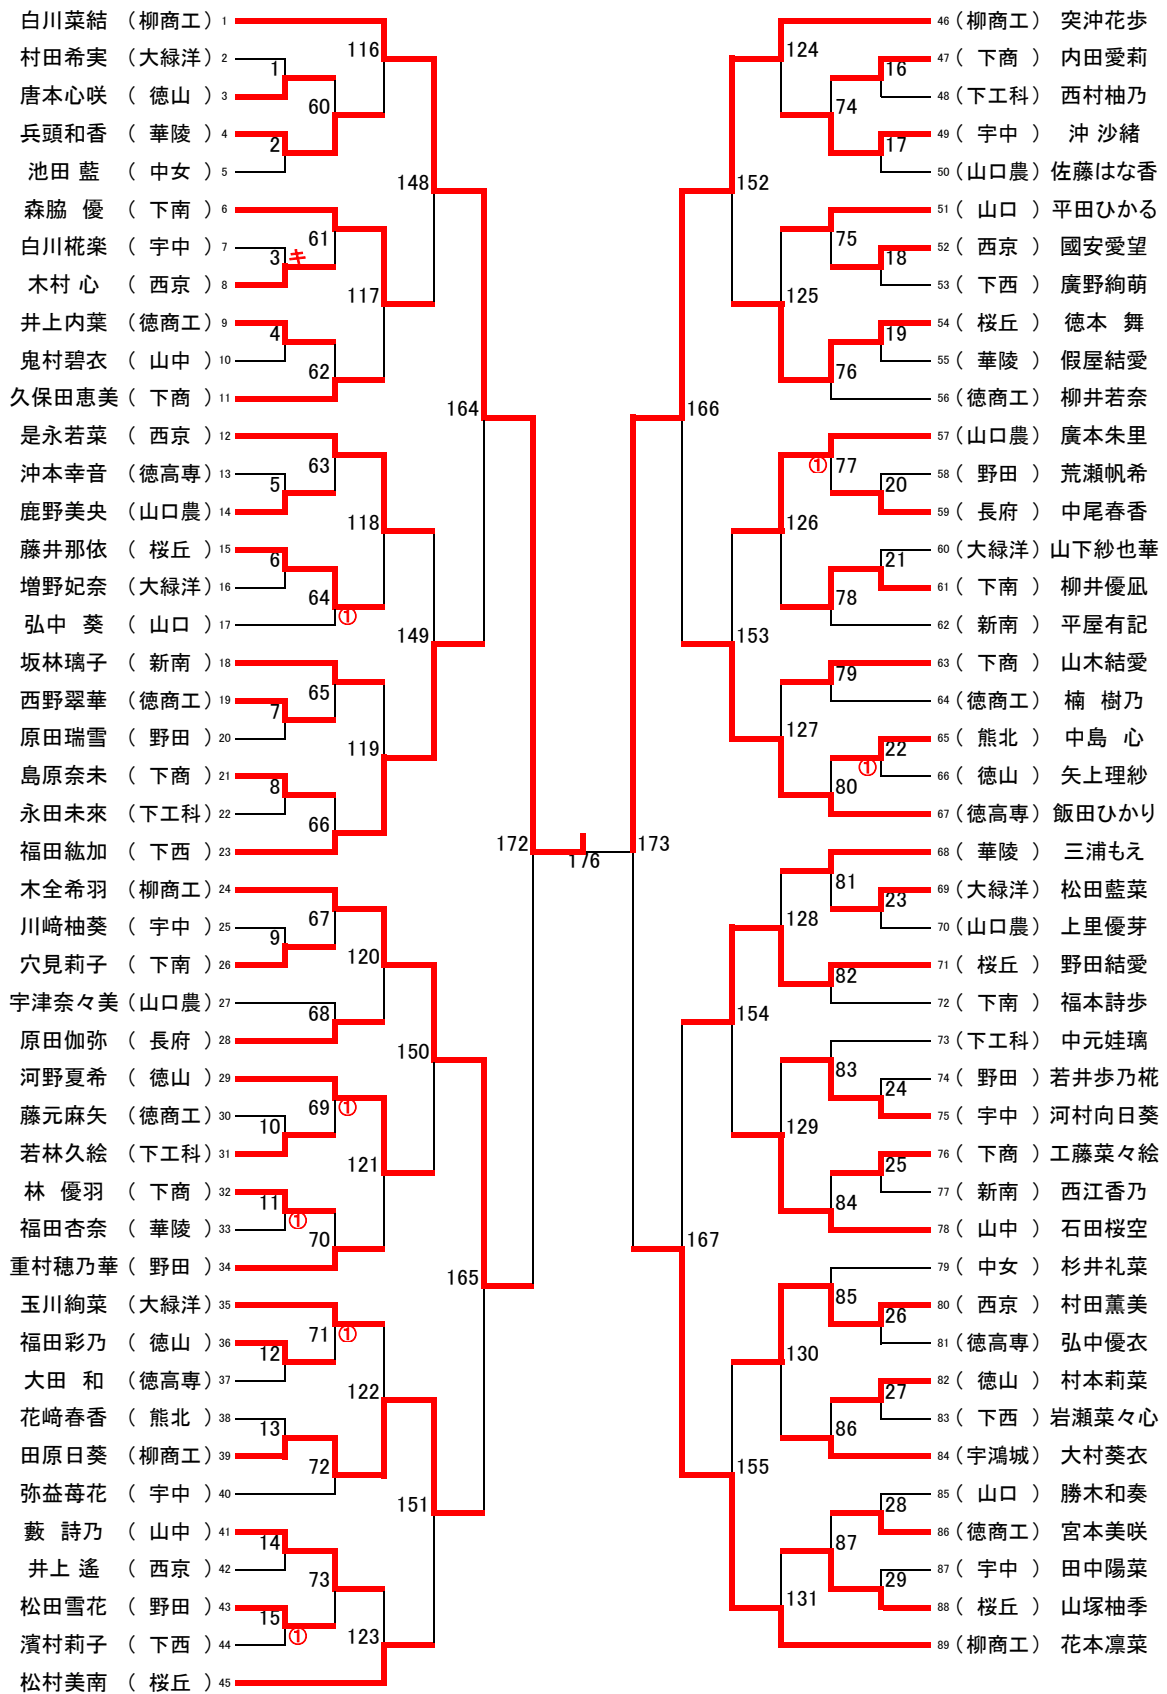 白川菜結 （柳商工） 1
村田希実 （大緑洋） 2
唐本心咲 （ 徳山 ） 3
兵頭和香 （ 華陵 ） 4
池田 藍 （ 中女 ） 5
森脇 優 （ 下南 ） 6
白川椛楽 （ 宇中 ） 7
木村 心 （ 西京 ） 8
井上内葉 （徳商工） 9
鬼村碧衣 （ 山中 ） 10
久保田恵美 （ 下商 ） 11
是永若菜 （ 西京 ） 12
沖本幸音 （徳高専） 13
鹿野美央 （山口農） 14
藤井那依 （ 桜丘 ） 15
増野妃奈 （大緑洋） 16
弘中 葵 （ 山口 ） 17
坂林璃子 （ 新南 ） 18
西野翠華 （徳商工） 19
原田瑞雪 （ 野田 ） 20
島原奈未 （ 下商 ） 21
永田未來 （下工科） 22
福田紘加 （ 下西 ） 23
木全希羽 （柳商工） 24
川﨑柚葵 （ 宇中 ） 25
穴見莉子 （ 下南 ） 26
宇津奈々美 （山口農） 27
原田伽弥 （ 長府 ） 28
河野夏希 （ 徳山 ） 29
藤元麻矢 （徳商工） 30
若林久絵 （下工科） 31
林 優羽 （ 下商 ） 32
福田杏奈 （ 華陵 ） 33
重村穂乃華 （ 野田 ） 34
玉川絢菜 （大緑洋） 35
福田彩乃 （ 徳山 ） 36
大田 和 （徳高専） 37
花﨑春香 （ 熊北 ） 38
田原日葵 （柳商工） 39
弥益苺花 （ 宇中 ） 40
藪 詩乃 （ 山中 ） 41
井上 遙 （ 西京 ） 42
松田雪花 （ 野田 ） 43
濱村莉子 （ 下西 ） 44
松村美南 （ 桜丘 ） 45
1
2
3 キ
4
5
6
7
8
9
10
11 ①
12
13
14
15 ①
60
61
62
63
64 ①
65
66
67
68
69 ①
70
71 ①
72
73
116
117
118
119
120
121
122
123
148
149
150
151
164
165
172
176
173
166
167
152
153
154
155
124
125
126
127
128
129
130
131
74
75
76
77 ①
78
79
80
81
82
83
84
85
86
87
16
17
18
19
20
21
22 ①
23
24
25
26
27
28
29
46 （柳商工） 突沖花歩
47 （ 下商 ） 内田愛莉
48 （下工科） 西村柚乃
49 （ 宇中 ） 沖 沙緒
50 （山口農） 佐藤はな香
51 （ 山口 ） 平田ひかる
52 （ 西京 ） 國安愛望
53 （ 下西 ） 廣野絢萌
54 （ 桜丘 ） 徳本 舞
55 （ 華陵 ） 假屋結愛
56 （徳商工） 柳井若奈
57 （山口農） 廣本朱里
58 （ 野田 ） 荒瀬帆希
59 （ 長府 ） 中尾春香
60 （大緑洋） 山下紗也華
61 （ 下南 ） 柳井優凪
62 （ 新南 ） 平屋有記
63 （ 下商 ） 山木結愛
64 （徳商工） 楠 樹乃
65 （ 熊北 ） 中島 心
66 （ 徳山 ） 矢上理紗
67 （徳高専） 飯田ひかり
68 （ 華陵 ） 三浦もえ
69 （大緑洋） 松田藍菜
70 （山口農） 上里優芽
71 （ 桜丘 ） 野田結愛
72 （ 下南 ） 福本詩歩
73 （下工科） 中元娃璃
74 （ 野田 ） 若井歩乃椛
75 （ 宇中 ） 河村向日葵
76 （ 下商 ） 工藤菜々絵
77 （ 新南 ） 西江香乃
78 （ 山中 ） 石田桜空
79 （ 中女 ） 杉井礼菜
80 （ 西京 ） 村田薫美
81 （徳高専） 弘中優衣
82 （ 徳山 ） 村本莉菜
83 （ 下西 ） 岩瀬菜々心
84 （宇鴻城） 大村葵衣
85 （ 山口 ） 勝木和奏
86 （徳商工） 宮本美咲
87 （ 宇中 ） 田中陽菜
88 （ 桜丘 ） 山塚柚季
89 （柳商工） 花本凛菜